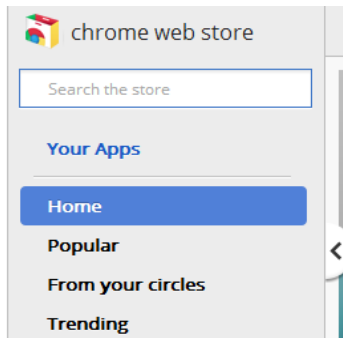 chrome web store
Search the store
Your Apps
Home
Popular
From your circles
Trending